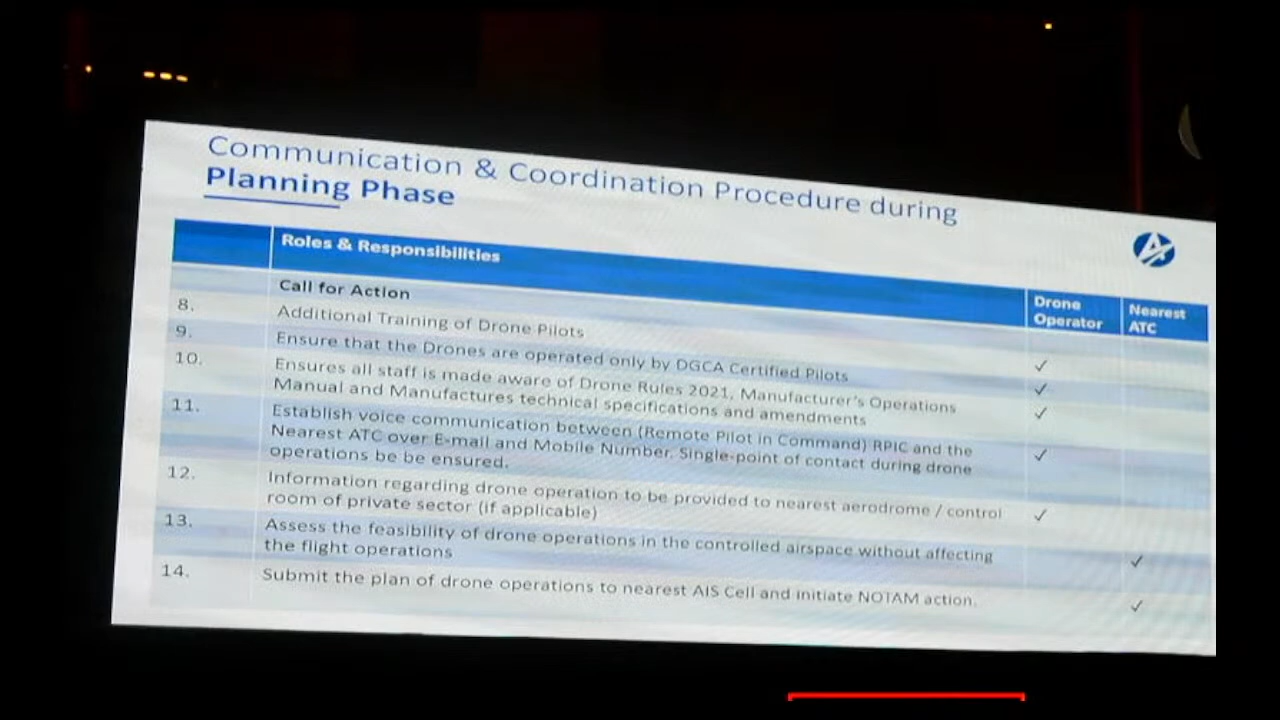 Communication & Coordination Procedure during
Planning Phase
Roles & Responsibilities
Drone
Operator
Nearest
ATC
Call for Action
8.
Additional Training of Drone Pilots
✓
9.
Ensure that the Drones are operated only by DGCA Certified Pilots
✓
10.
Ensures all staff is made aware of Drone Rules 2021, Manufacturer's Operations
Manual and Manufactures technical specifications and amendments
✓
11.
Establish voice communication between (Remote Pilot in Command) RPIC and the
Nearest ATC over E-mail and Mobile Number. Single-point of contact during drone
operations be be ensured.
✓
12.
Information regarding drone operation to be provided to nearest aerodrome / control
room of private sector (if applicable)
✓
13.
Assess the feasibility of drone operations in the controlled airspace without affecting
the flight operations
✓
14.
Submit the plan of drone operations to nearest AIS Cell and initiate NOTAM action.
✓